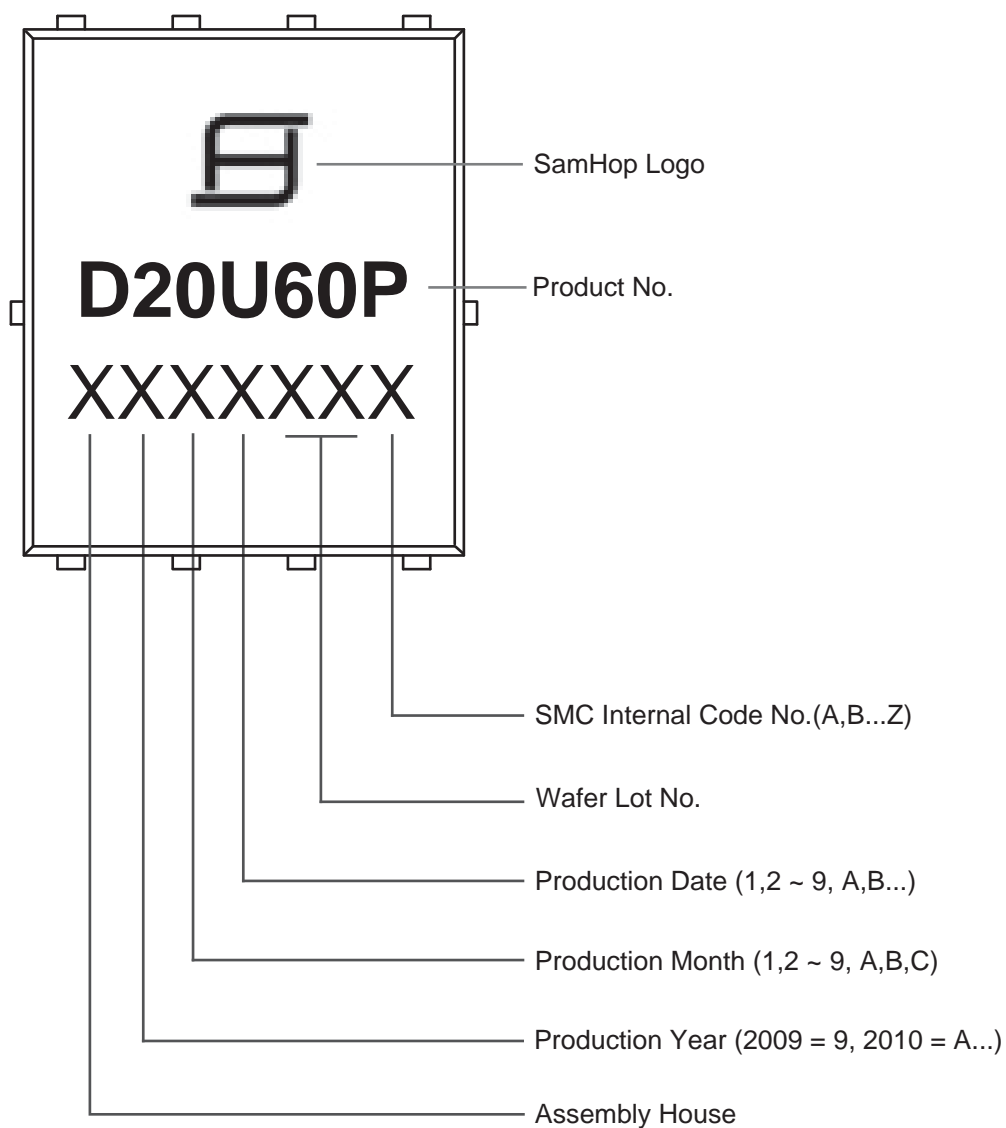 SamHop Logo
D20U60P
Product No.
XXXXXXX
SMC Internal Code No.(A,B...Z)
Wafer Lot No.
Production Date (1,2 ~ 9, A,B...)
Production Month (1,2 ~ 9, A,B,C)
Production Year (2009 = 9, 2010 = A...)
Assembly House